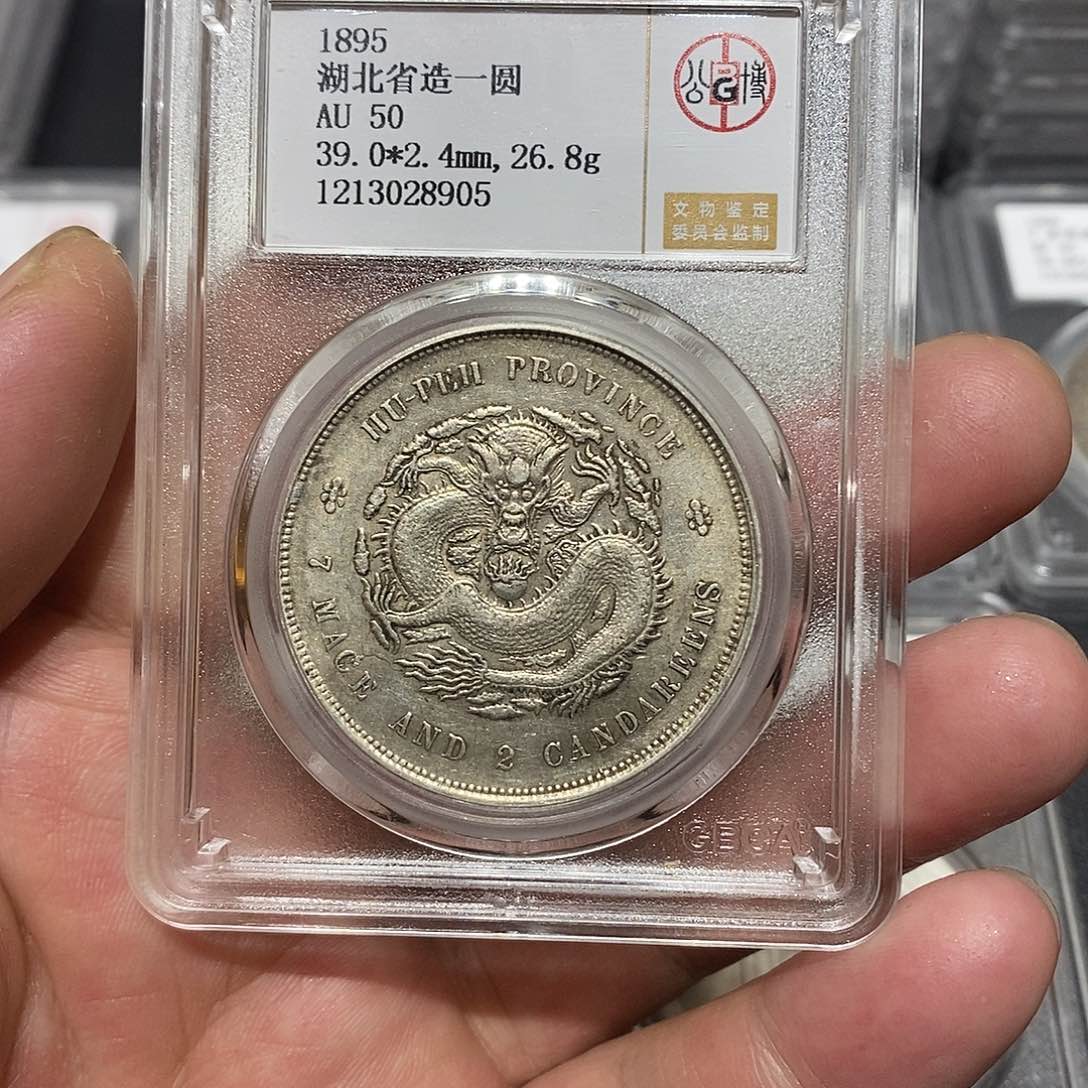 1895
湖北省造一圆
AU 50
39.0*2.4mm, 26.8g
1213028905
公博
文物鉴定
委员会监制
HU-PEH PROVINCE
7 MACE AND 2 CANDAREENS
GBCA